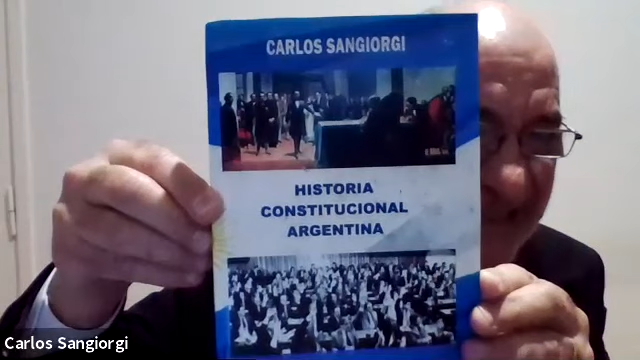 CARLOS SANGIORGI
HISTORIA
CONSTITUCIONAL
ARGENTINA
Carlos Sangiorgi